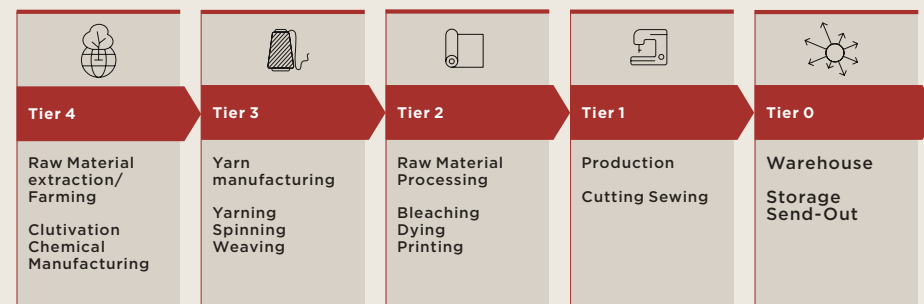 Tier 4
Raw Material
extraction/
Farming
Clutivation
Chemical
Manufacturing
Tier 3
Yarn
manufacturing
Yarning
Spinning
Weaving
Tier 2
Raw Material
Processing
Bleaching
Dying
Printing
Tier 1
Production
Cutting Sewing
Tier 0
Warehouse
Storage
Send-Out